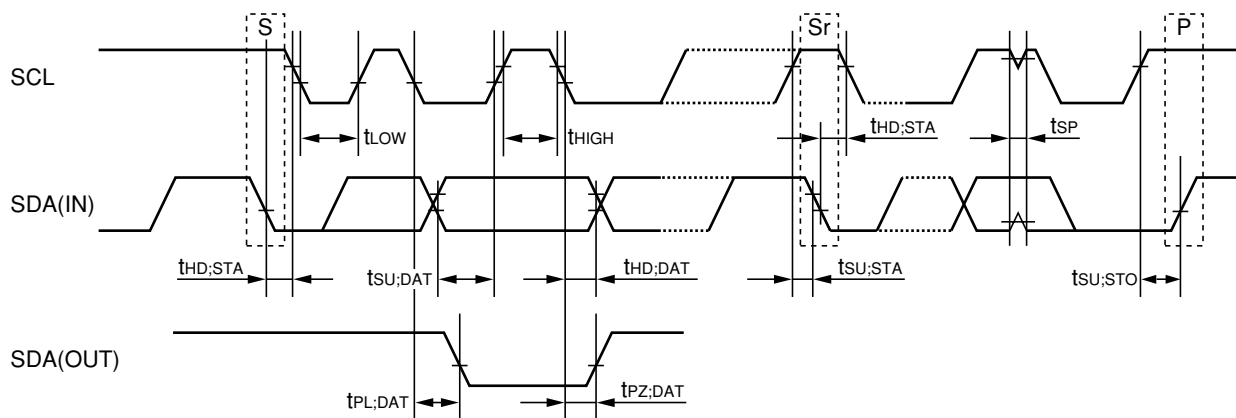 S Sr P
SCL
tLOW tHIGH tHD;STA tSP
SDA(IN)
tHD;STA tSU;DAT tHD;DAT tSU;STA tSU;STO
SDA(OUT)
tPL;DAT tPZ;DAT